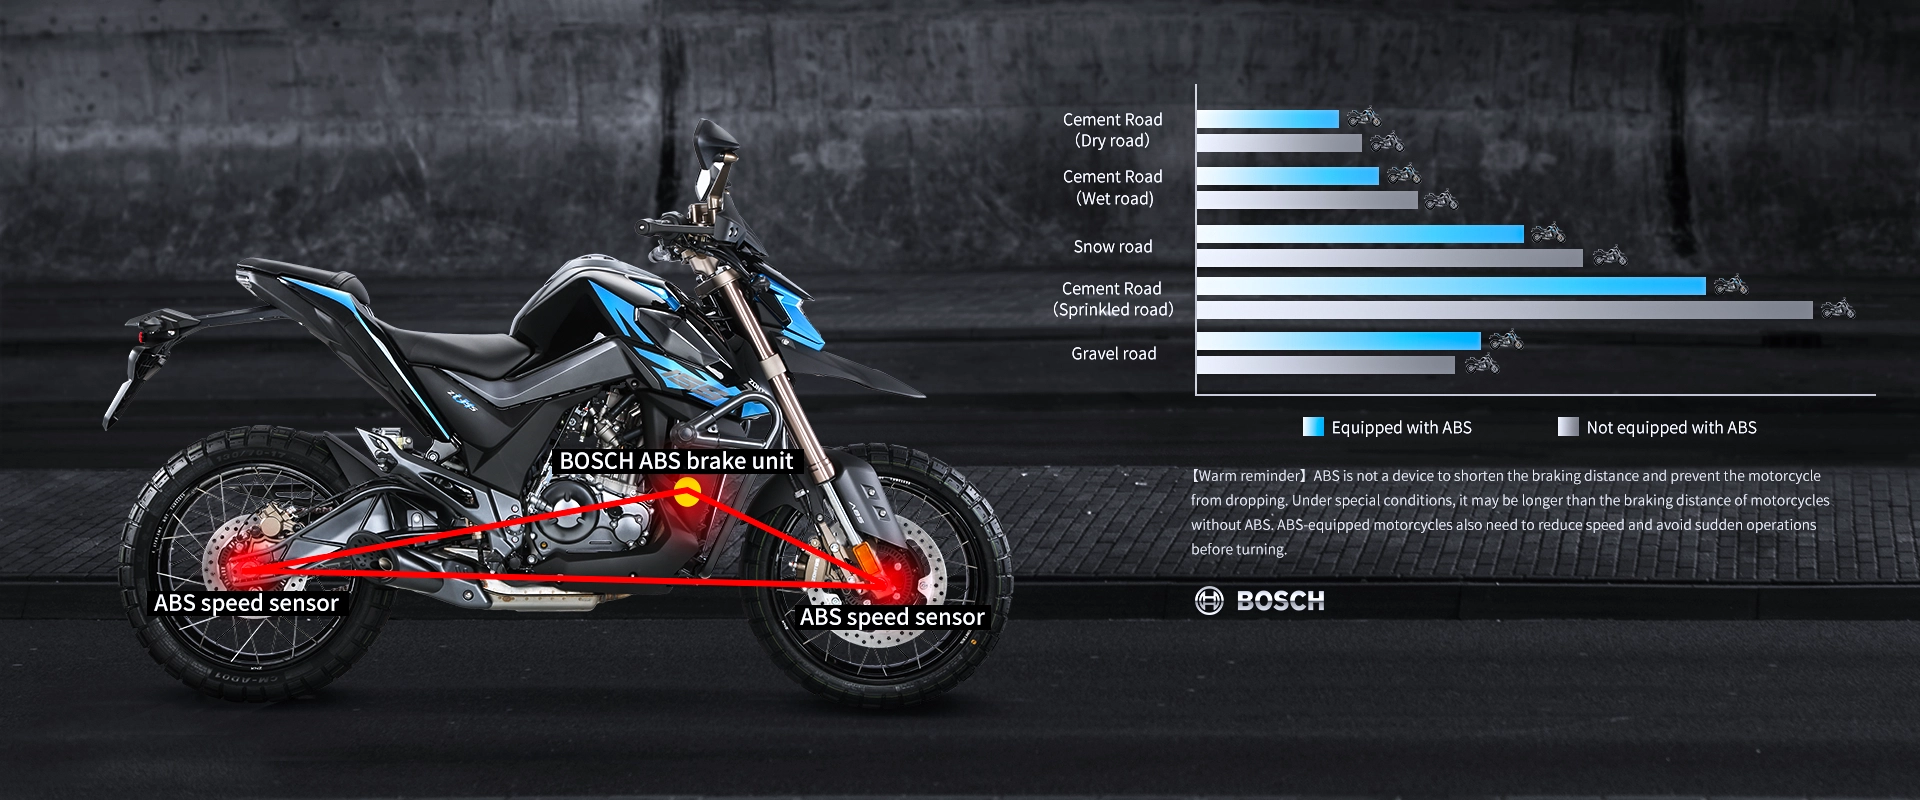 Cement Road
(Dry road)
Cement Road
(Wet road)
Snow road
Cement Road
(Sprinkled road)
Gravel road
Equipped with ABS
Not equipped with ABS
【Warm reminder】ABS is not a device to shorten the braking distance and prevent the motorcycle
from dropping. Under special conditions, it may be longer than the braking distance of motorcycles
without ABS. ABS-equipped motorcycles also need to reduce speed and avoid sudden operations
before turning.
BOSCH
BOSCH ABS brake unit
ABS speed sensor
ABS speed sensor
ABS
CM-AD01